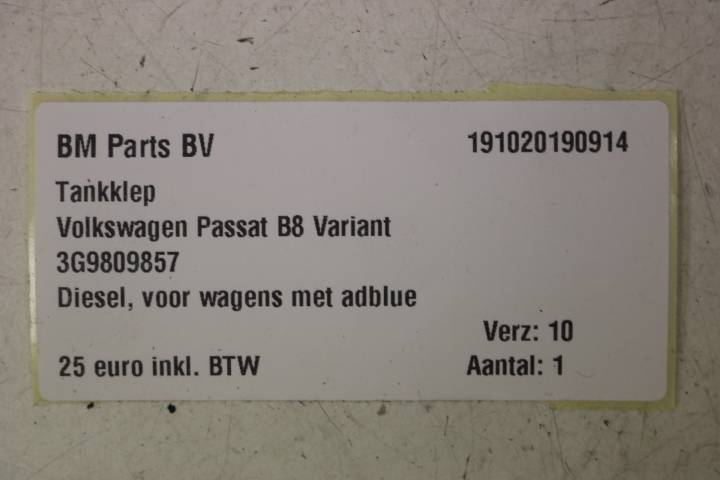 BM Parts BV 191020190914
Tankklep
Volkswagen Passat B8 Variant
3G9809857
Diesel, voor wagens met adblue
Verz: 10
25 euro inkl. BTW Aantal: 1